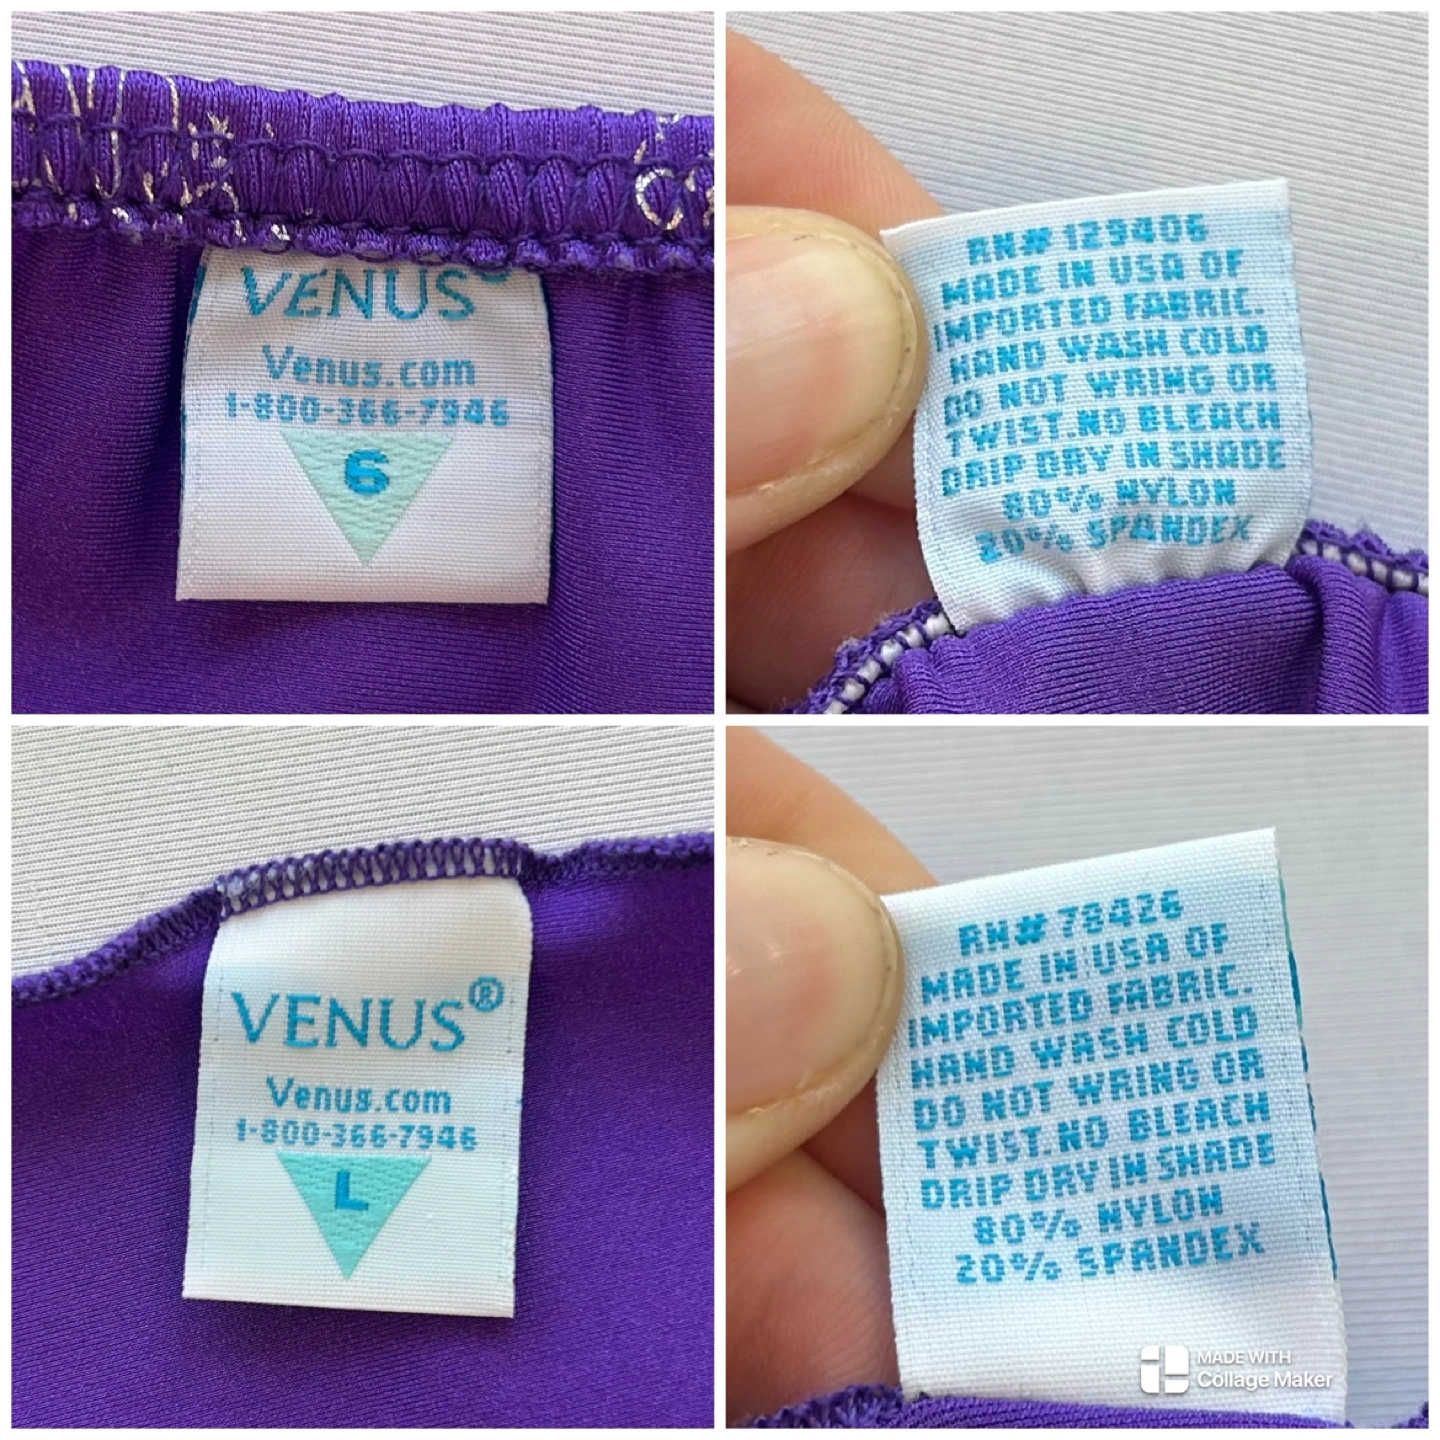 VENUS®
Venus.com
1-800-366-7946
6
RN# 129406
MADE IN USA OF
IMPORTED FABRIC.
HAND WASH COLD
DO NOT WRING OR
TWIST.NO BLEACH
DRIP DRY IN SHADE
80% NYLON
20% SPANDEX
VENUS®
Venus.com
1-800-366-7946
L
RN# 78426
MADE IN USA OF
IMPORTED FABRIC.
HAND WASH COLD
DO NOT WRING OR
TWIST.NO BLEACH
DRIP DRY IN SHADE
80% NYLON
20% SPANDEX
MADE WITH
Collage Maker